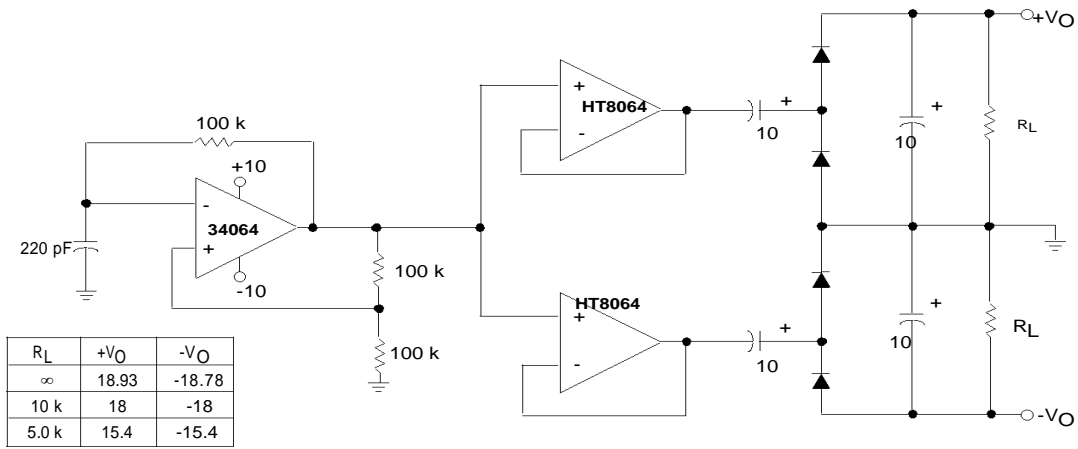 +VO
+
HT8064
-
+
10
+
10
RL
100 k
+10
-
34064
+
-10
220 pF
100 k
100 k
HT8064
+
-
+
10
+
10
RL
-VO
RL +VO -VO
∞ 18.93 -18.78
10 k 18 -18
5.0 k 15.4 -15.4